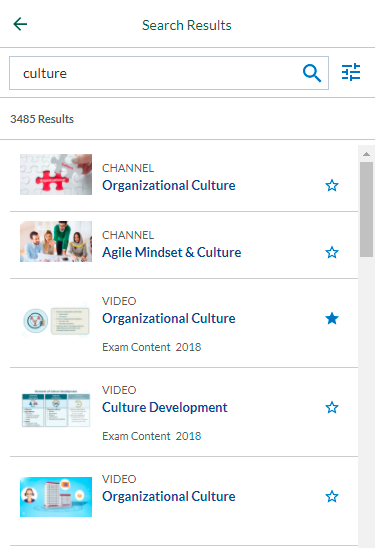 Search Results
culture
3485 Results
CHANNEL
Organizational Culture
CHANNEL
Agile Mindset & Culture
VIDEO
Organizational Culture
Exam Content 2018
VIDEO
Culture Development
Exam Content 2018
VIDEO
Organizational Culture